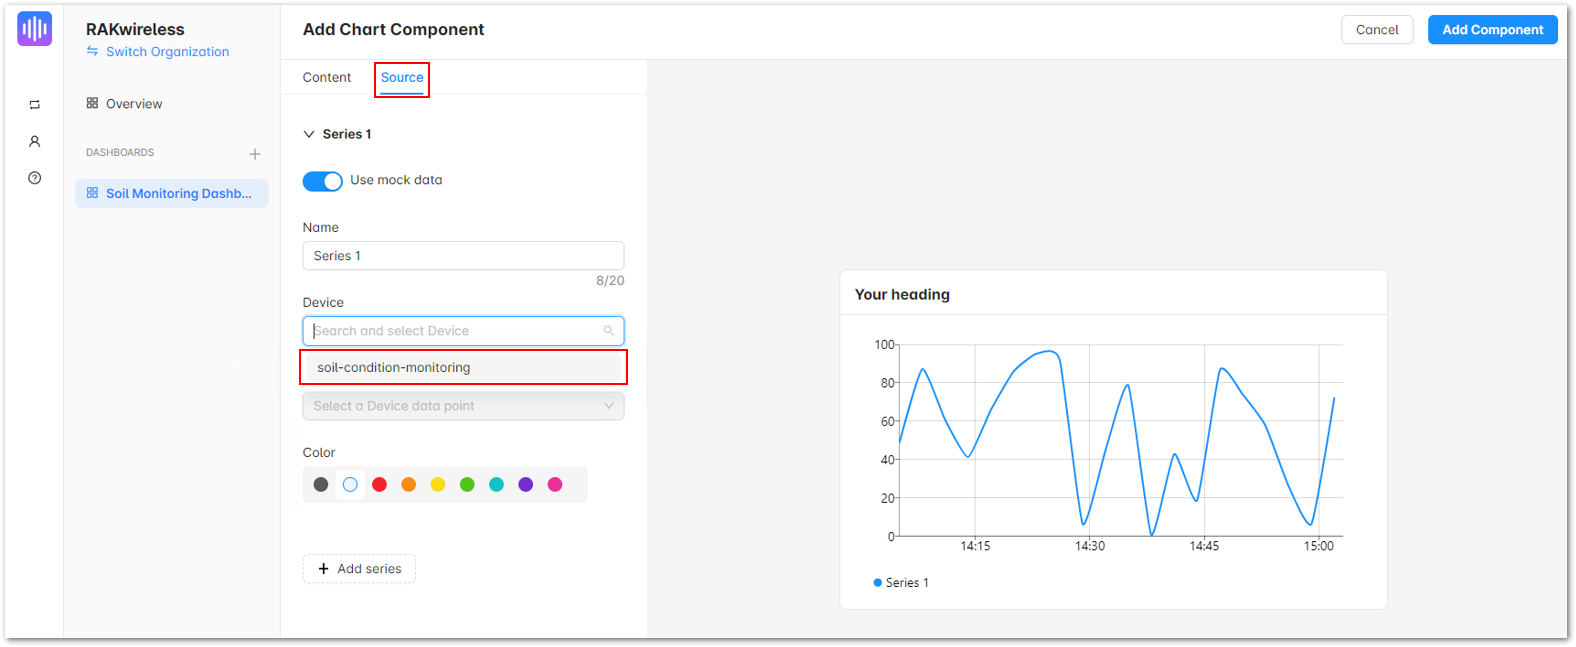 RAKwireless
Switch Organization
Overview
DASHBOARDS
Soil Monitoring Dashb...
Add Chart Component
Cancel
Add Component
Content
Source
Series 1
Use mock data
Name
Series 1
8/20
Device
Search and select Device
soil-condition-monitoring
Select a Device data point
Color
+ Add series
Your heading
100
80
60
40
20
0
14:15
14:30
14:45
15:00
Series 1